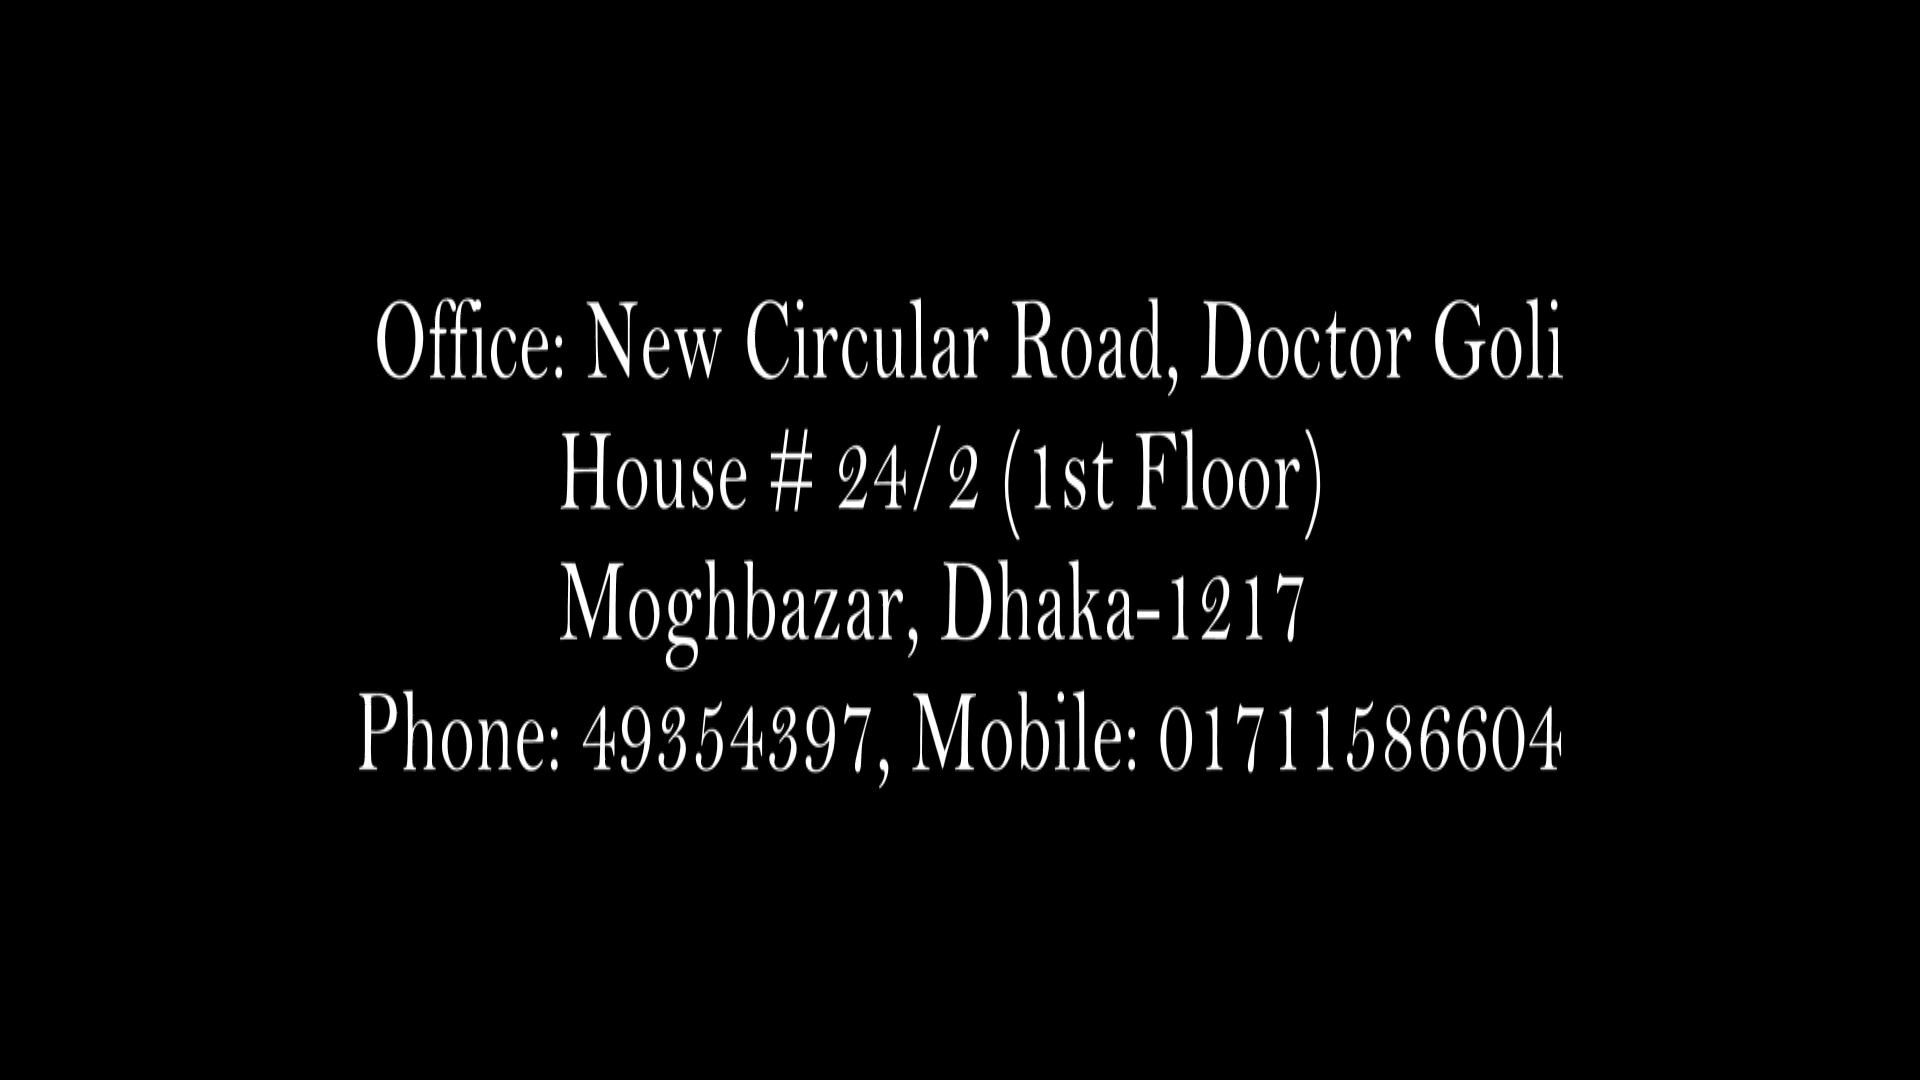 Office: New Circular Road, Doctor Goli
House # 24/2 (1st Floor)
Moghbazar, Dhaka-1217
Phone: 49354397, Mobile: 01711586604